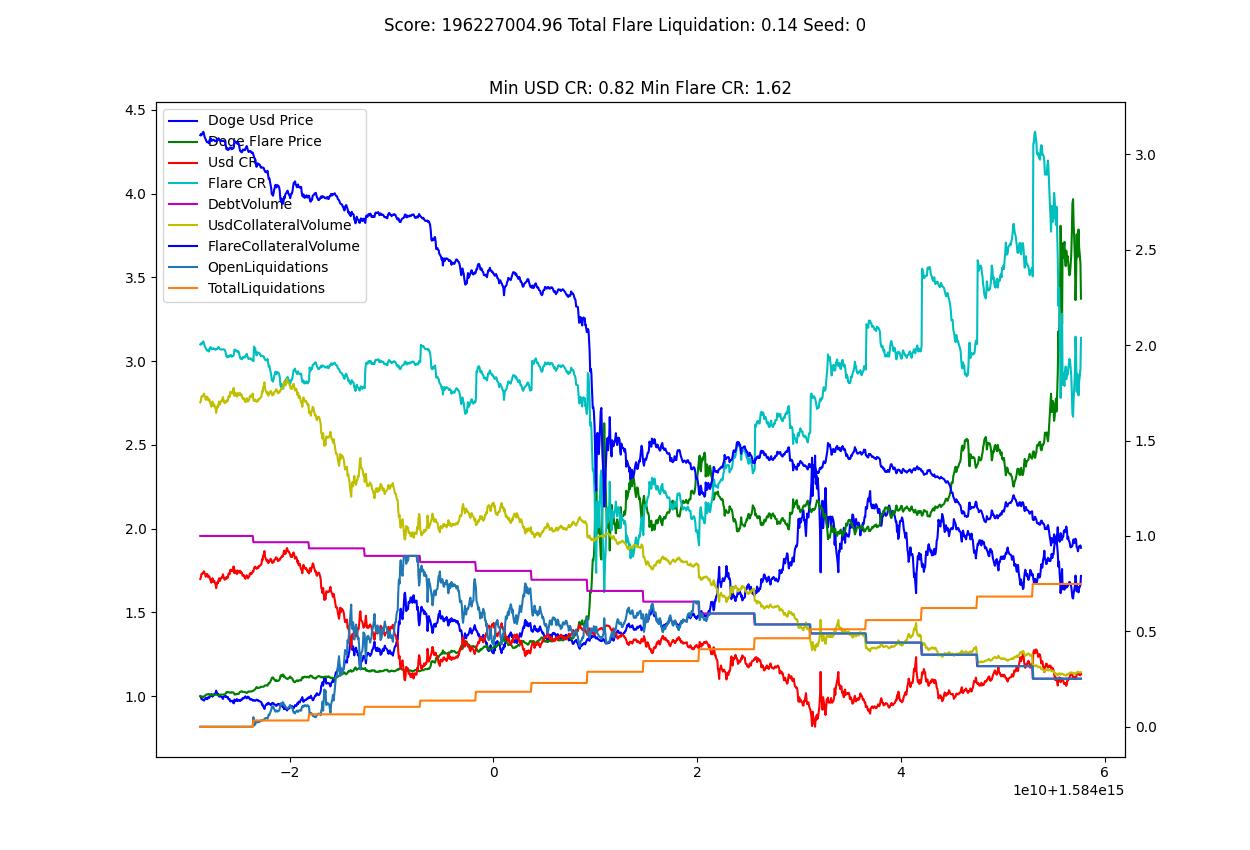 Score: 196227004.96 Total Flare Liquidation: 0.14 Seed: 0
Min USD CR: 0.82 Min Flare CR: 1.62
Doge Usd Price
Doge Flare Price
Usd CR
Flare CR
DebtVolume
UsdCollateralVolume
FlareCollateralVolume
OpenLiquidations
TotalLiquidations
4.5
4.0
3.5
3.0
2.5
2.0
1.5
1.0
3.0
2.5
2.0
1.5
1.0
0.5
0.0
−2
0
2
4
6
1e10+1.584e15